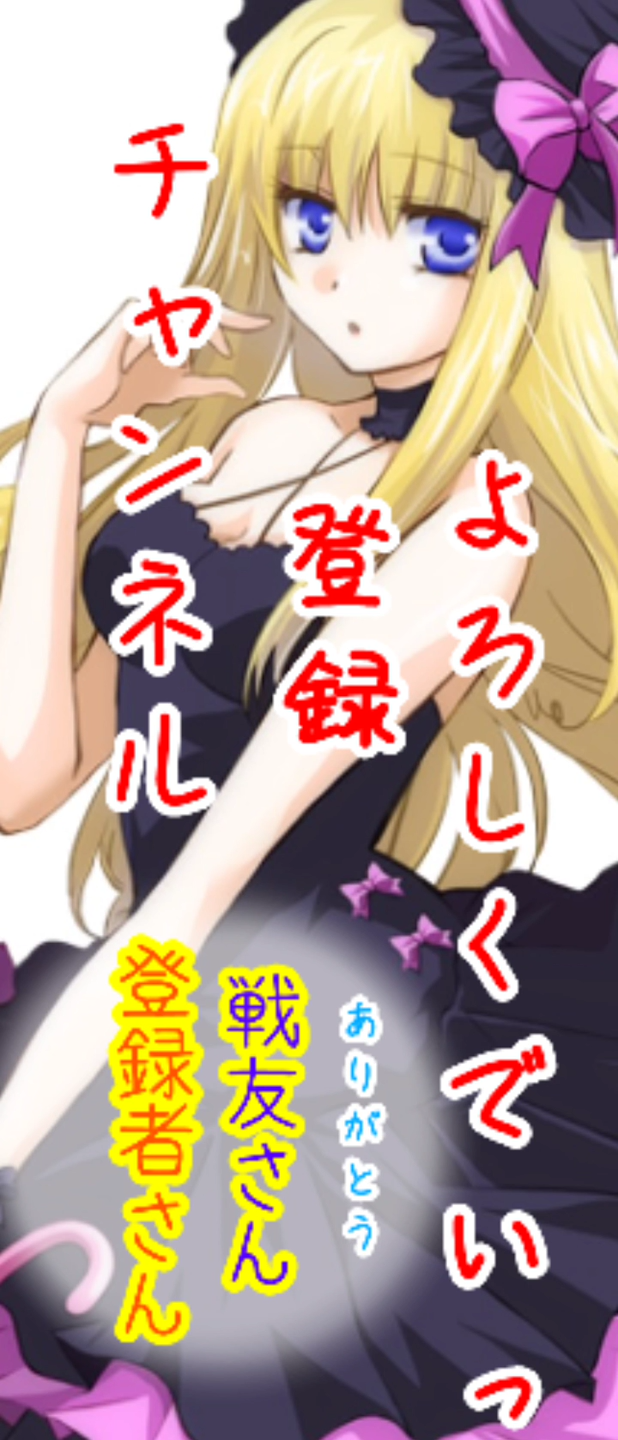 チャンネル
登録
よろしくでいっ
登録者さん
戦友さん
ありがとう